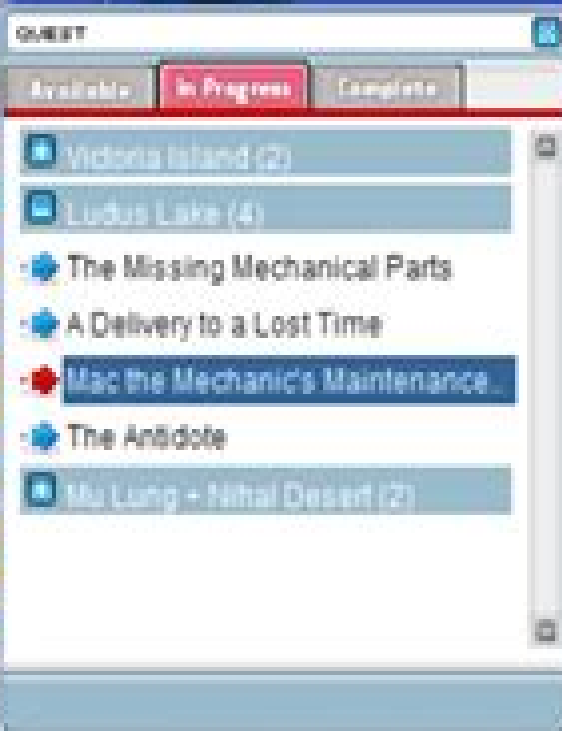 QUEST
Available In Progress Complete
Victoria Island (2)
Ludus Lake (4)
The Missing Mechanical Parts
A Delivery to a Lost Time
Mac the Mechanic's Maintenance..
The Antidote
Mu Lung + Nihal Desert (2)